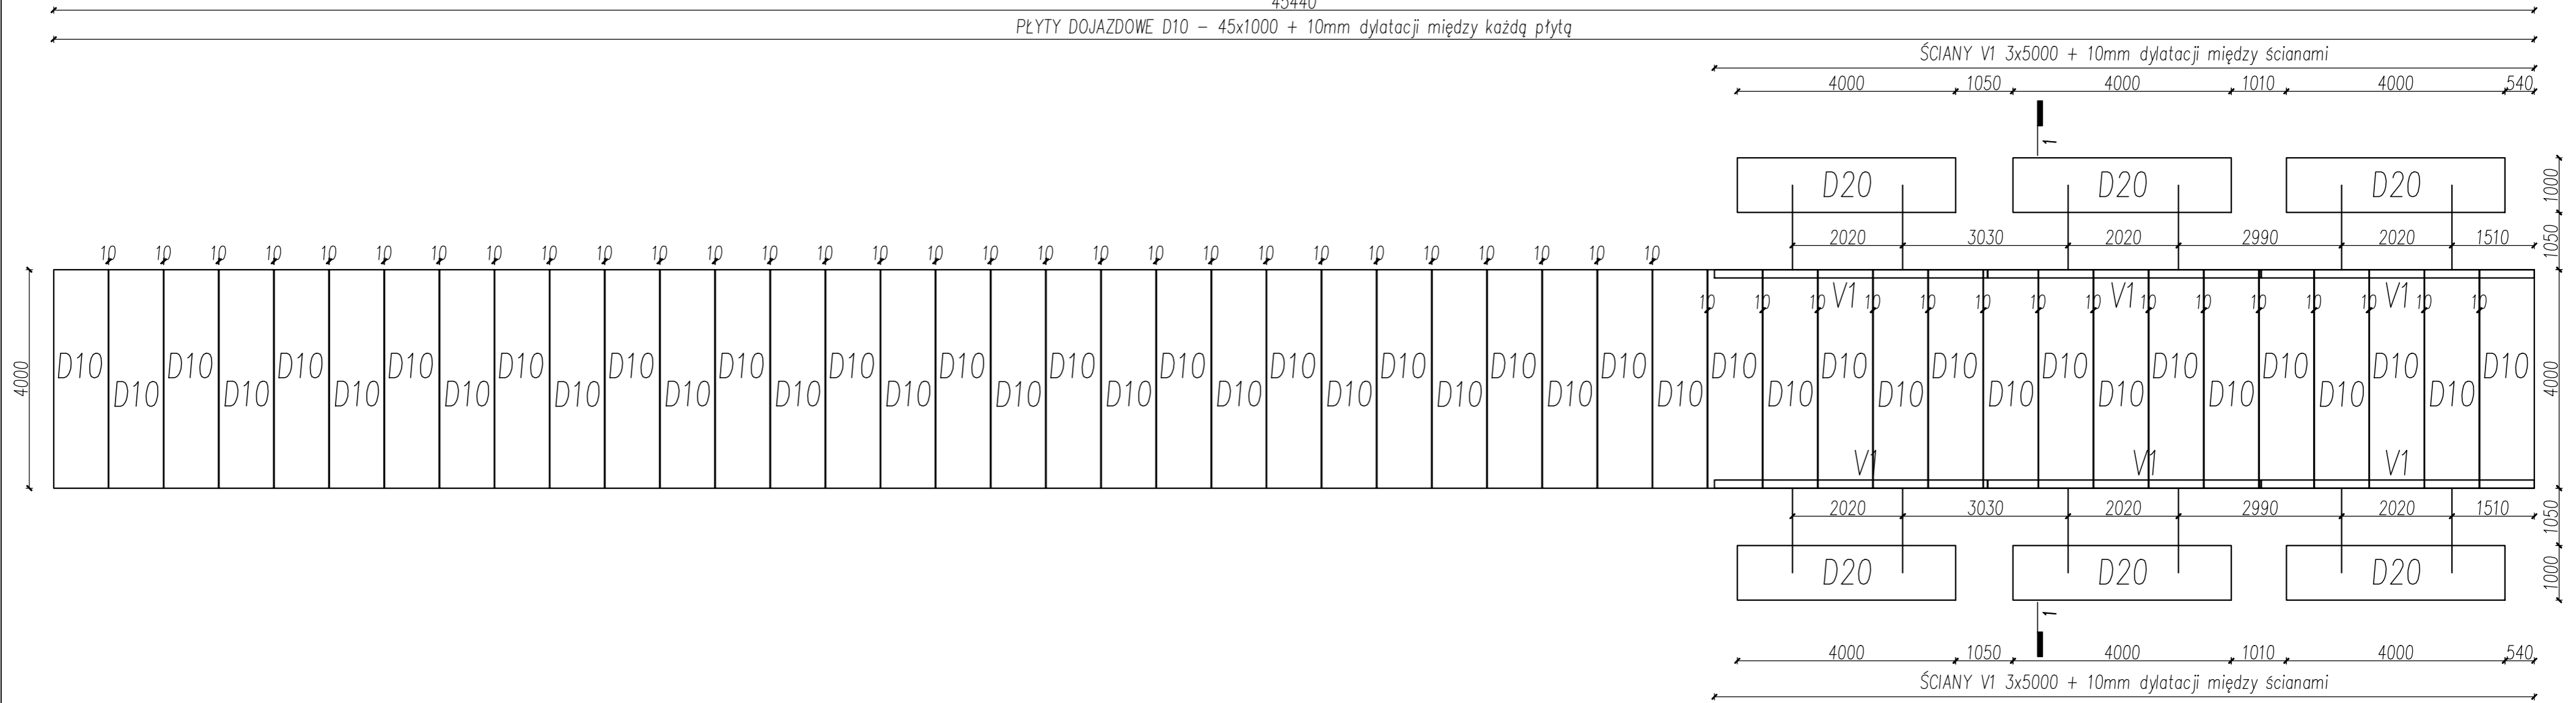 45440
PŁYTY DOJAZDOWE D10 - 45x1000 + 10mm dylatacji między każdą płytą
ŚCIANY V1 3x5000 + 10mm dylatacji między ścianami
4000 1050 4000 1010 4000 540
1
D20 D20 D20
1000
2020 3030 2020 2990 2020 1510
1050
10 10 10 10 10 10 10 10 10 10 10 10 10 10 10 10 10 10 10 10 10 10 10 10 10 10 10 10 10
10 10 10 V1 10 10 10 10 10 V1 10 10 10 10 10 V1 10 10
D10 D10 D10 D10 D10 D10 D10 D10 D10 D10 D10 D10 D10 D10 D10 D10 D10 D10 D10 D10 D10 D10 D10
4000
4000
D10 D10 D10 D10 D10 D10 D10 D10 D10 D10 D10 D10 D10 D10 D10 D10 D10 D10 D10 D10 D10 D10
V1 V1 V1
2020 3030 2020 2990 2020 1510
1050
D20 D20 D20
1000
1
4000 1050 4000 1010 4000 540
ŚCIANY V1 3x5000 + 10mm dylatacji między ścianami